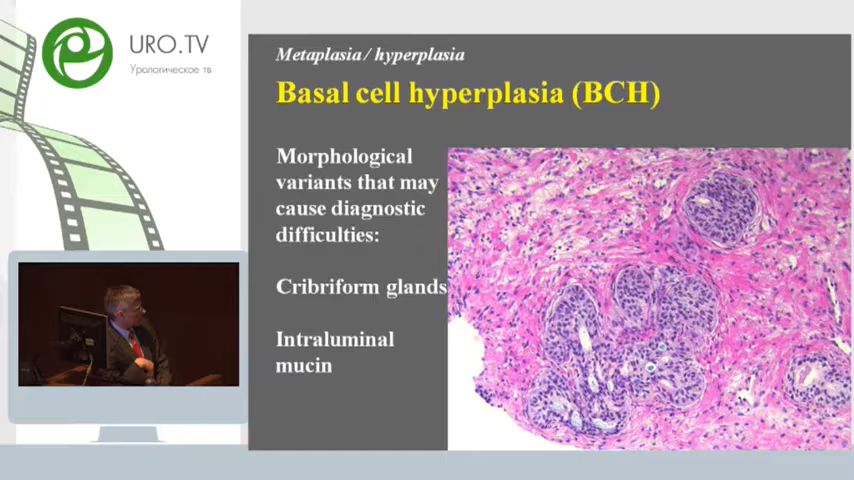 URO.TV
Урологическое тв
Metaplasia / hyperplasia
Basal cell hyperplasia (BCH)
Morphological
variants that may
cause diagnostic
difficulties:
Cribriform glands
Intraluminal
mucin